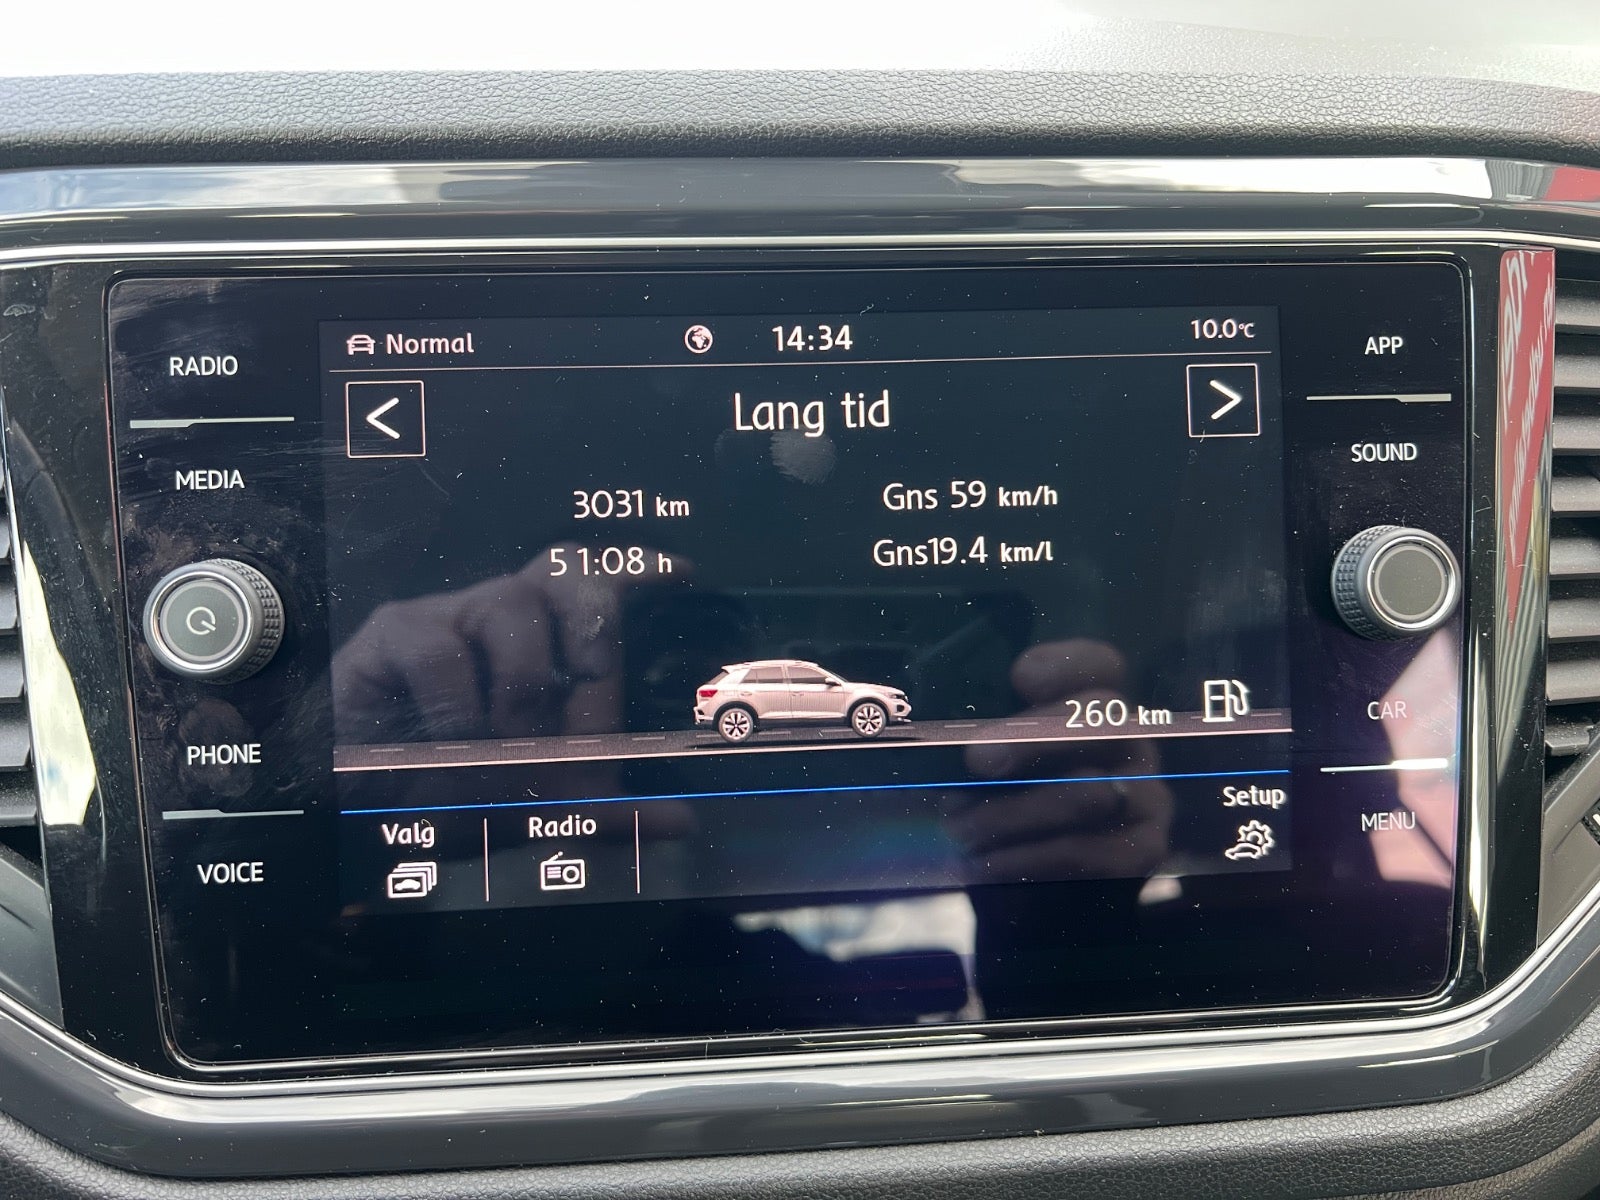 Normal 14:34 10.0°C
Lang tid
3031 km Gns 59 km/h
51:08 h Gns19.4 km/l
260 km
Valg Radio Setup
RADIO
MEDIA
PHONE
VOICE
APP
SOUND
CAR
MENU